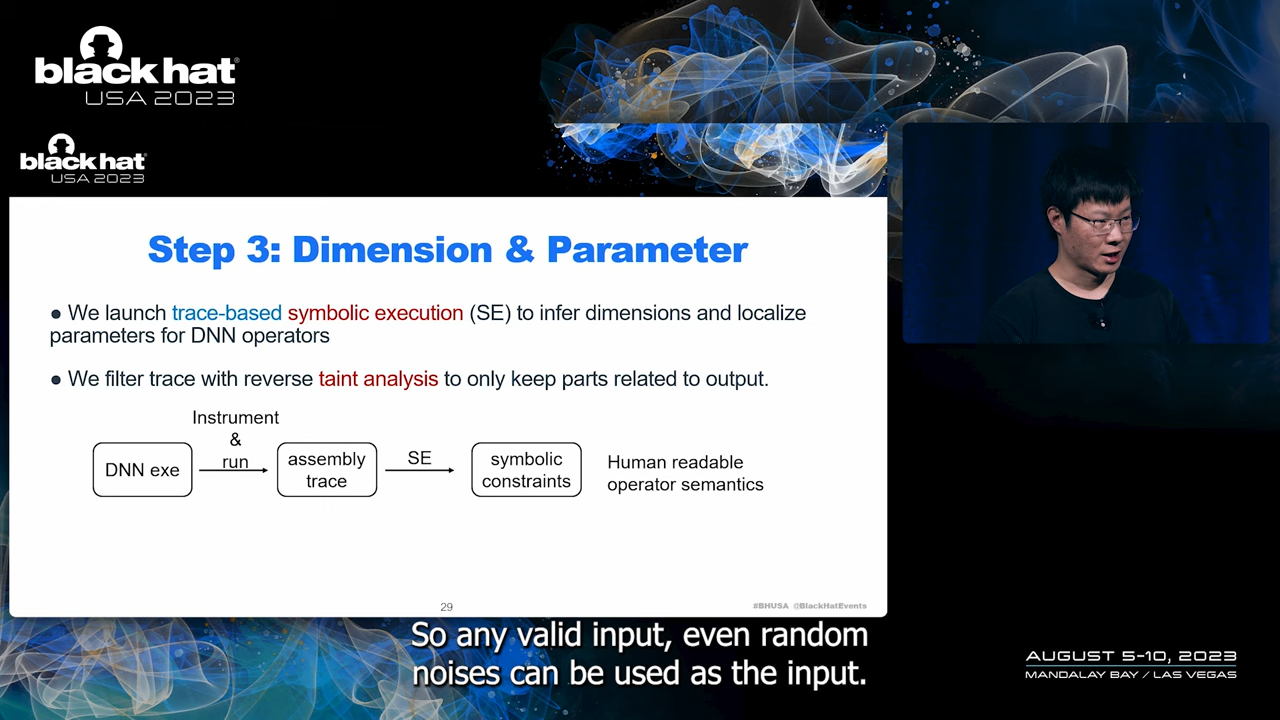 black hat
USA 2023
black hat
USA 2023
Step 3: Dimension & Parameter
● We launch trace-based symbolic execution (SE) to infer dimensions and localize
parameters for DNN operators
● We filter trace with reverse taint analysis to only keep parts related to output.
Instrument
&
run
DNN exe
assembly
trace
SE
symbolic
constraints
Human readable
operator semantics
29
#BHUSA @BlackHatEvents
So any valid input, even random
noises can be used as the input.
AUGUST 5-10, 2023
MANDALAY BAY / LAS VEGAS